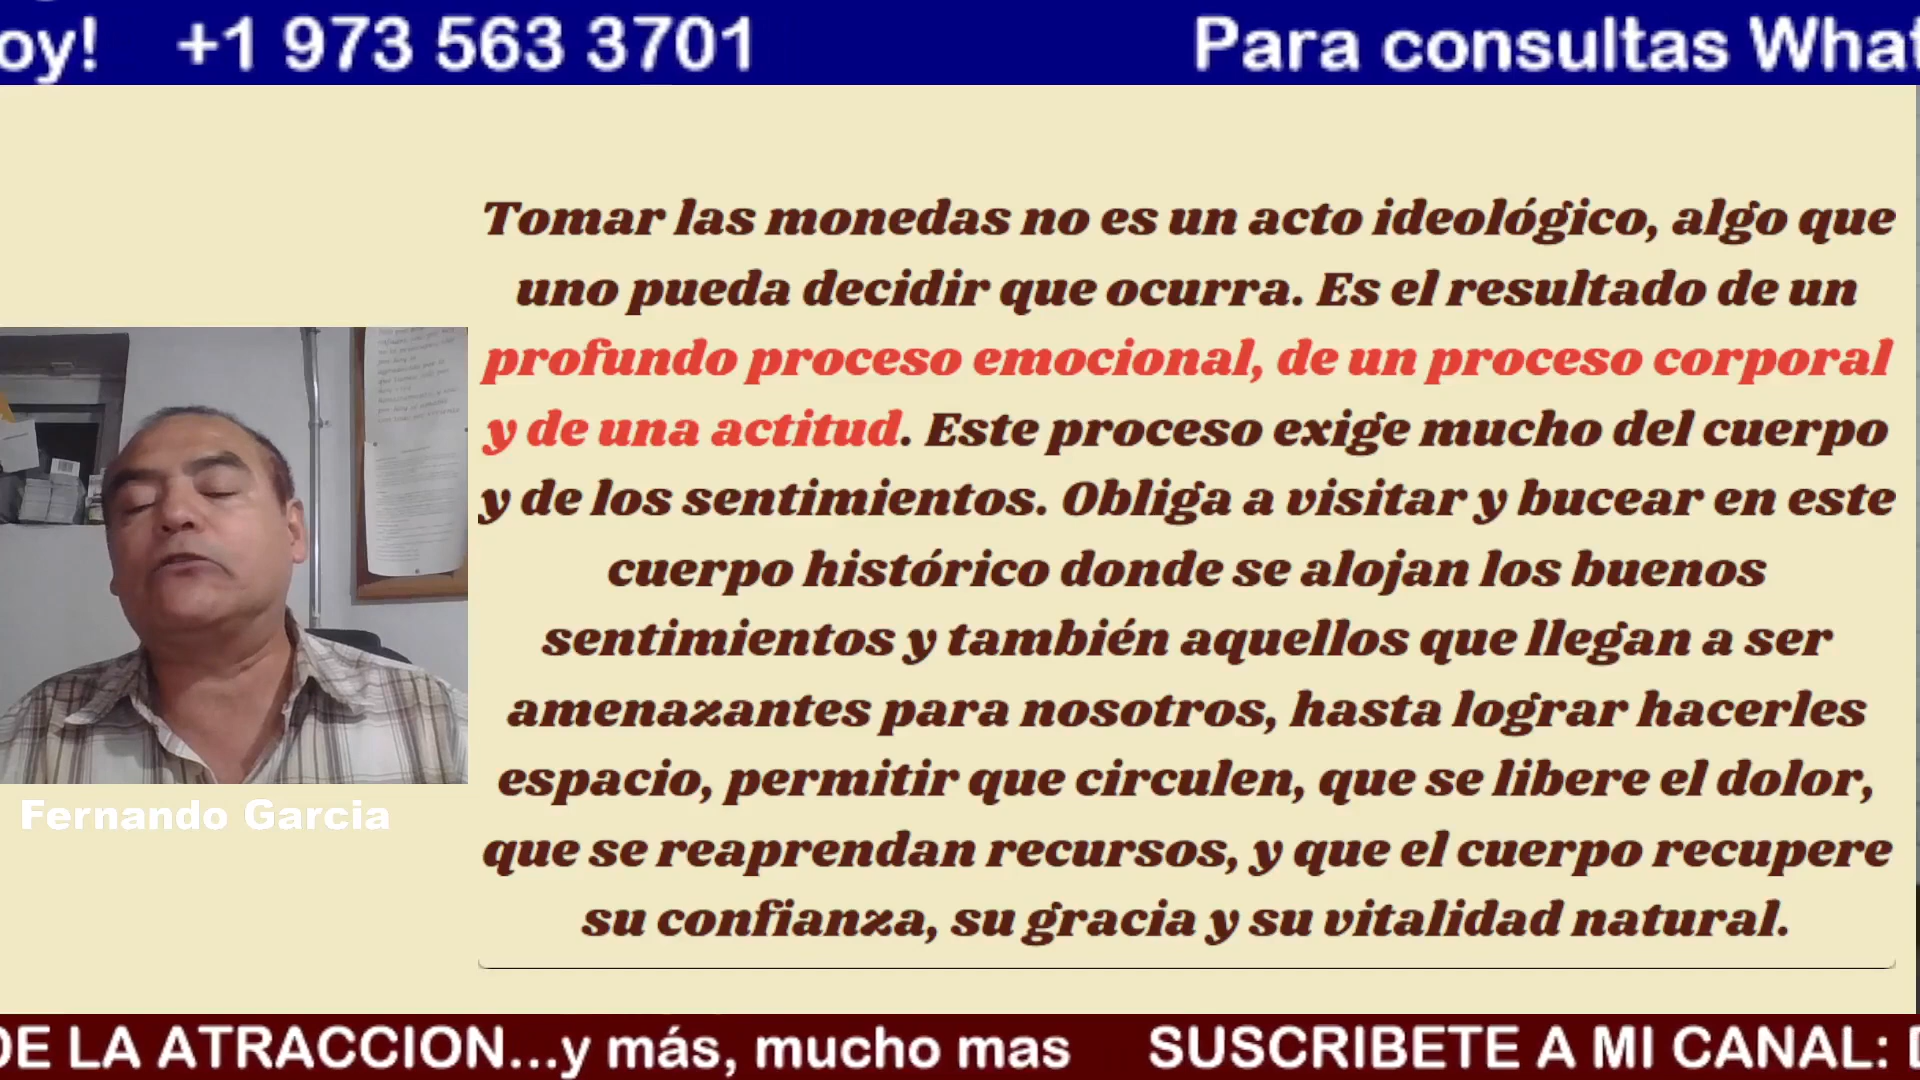 oy! +1 973 563 3701 Para consultas What
Tomar las monedas no es un acto ideológico, algo que
uno pueda decidir que ocurra. Es el resultado de un
profundo proceso emocional, de un proceso corporal
y de una actitud. Este proceso exige mucho del cuerpo
y de los sentimientos. Obliga a visitar y bucear en este
cuerpo histórico donde se alojan los buenos
sentimientos y también aquellos que llegan a ser
amenazantes para nosotros, hasta lograr hacerles
espacio, permitir que circulen, que se libere el dolor,
que se reaprendan recursos, y que el cuerpo recupere
su confianza, su gracia y su vitalidad natural.
Fernando Garcia
DE LA ATRACCION...y más, mucho mas SUSCRIBETE A MI CANAL: